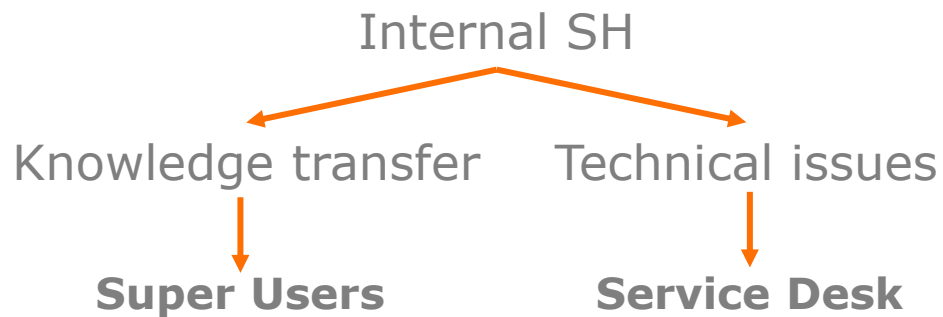 Internal SH
Knowledge transfer
Technical issues
Super Users
Service Desk